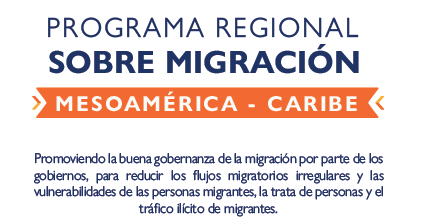 PROGRAMA REGIONAL
SOBRE MIGRACIÓN
MESOAMÉRICA - CARIBE
Promoviendo la buena gobernanza de la migración por parte de los
gobiernos, para reducir los flujos migratorios irregulares y las
vulnerabilidades de las personas migrantes, la trata de personas y el
tráfico ilícito de migrantes.